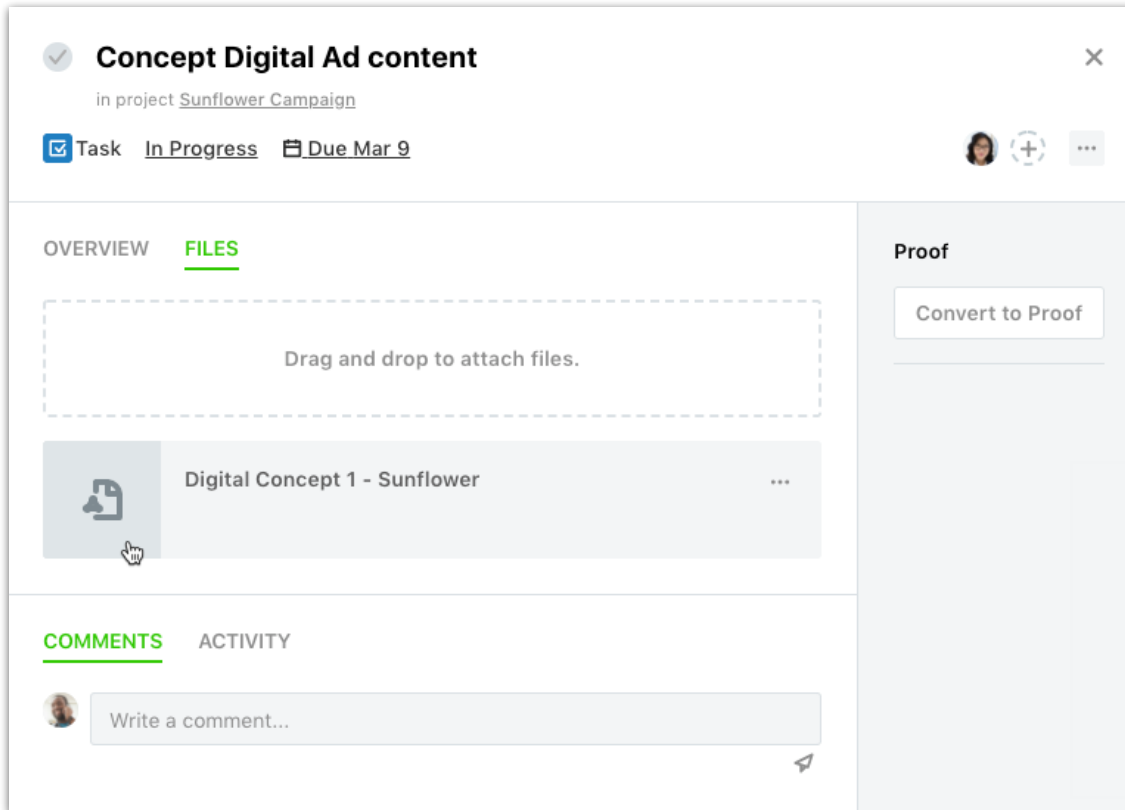 Concept Digital Ad content
in project Sunflower Campaign
Task In Progress Due Mar 9
OVERVIEW FILES
Proof
Convert to Proof
Drag and drop to attach files.
Digital Concept 1 - Sunflower
COMMENTS ACTIVITY
Write a comment...